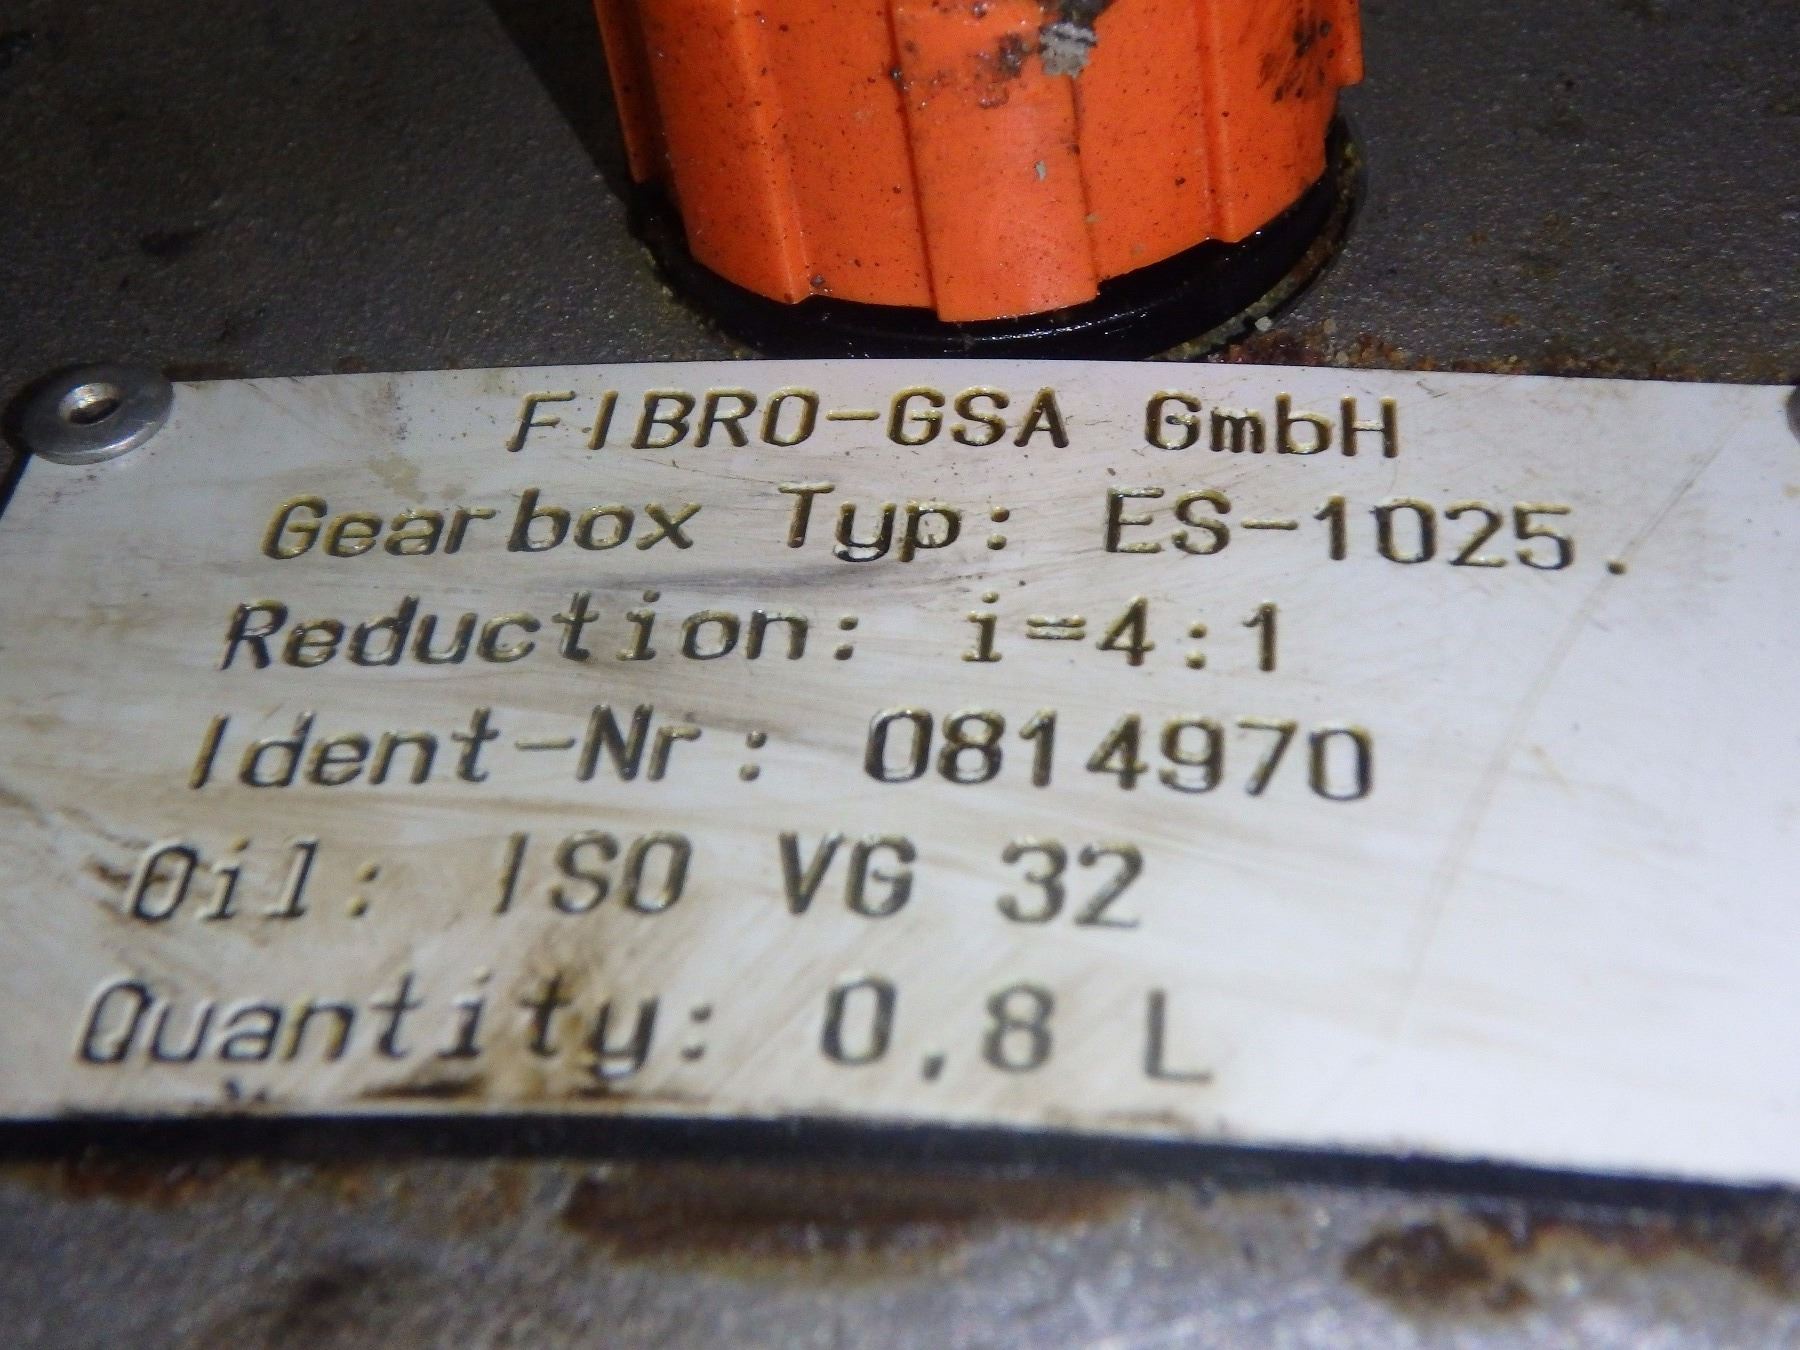 FIBRO-GSA GmbH
Gearbox Typ: ES-1025.
Reduction: i=4:1
Ident-Nr: 0814970
Oil: ISO VG 32
Quantity: 0,8 L